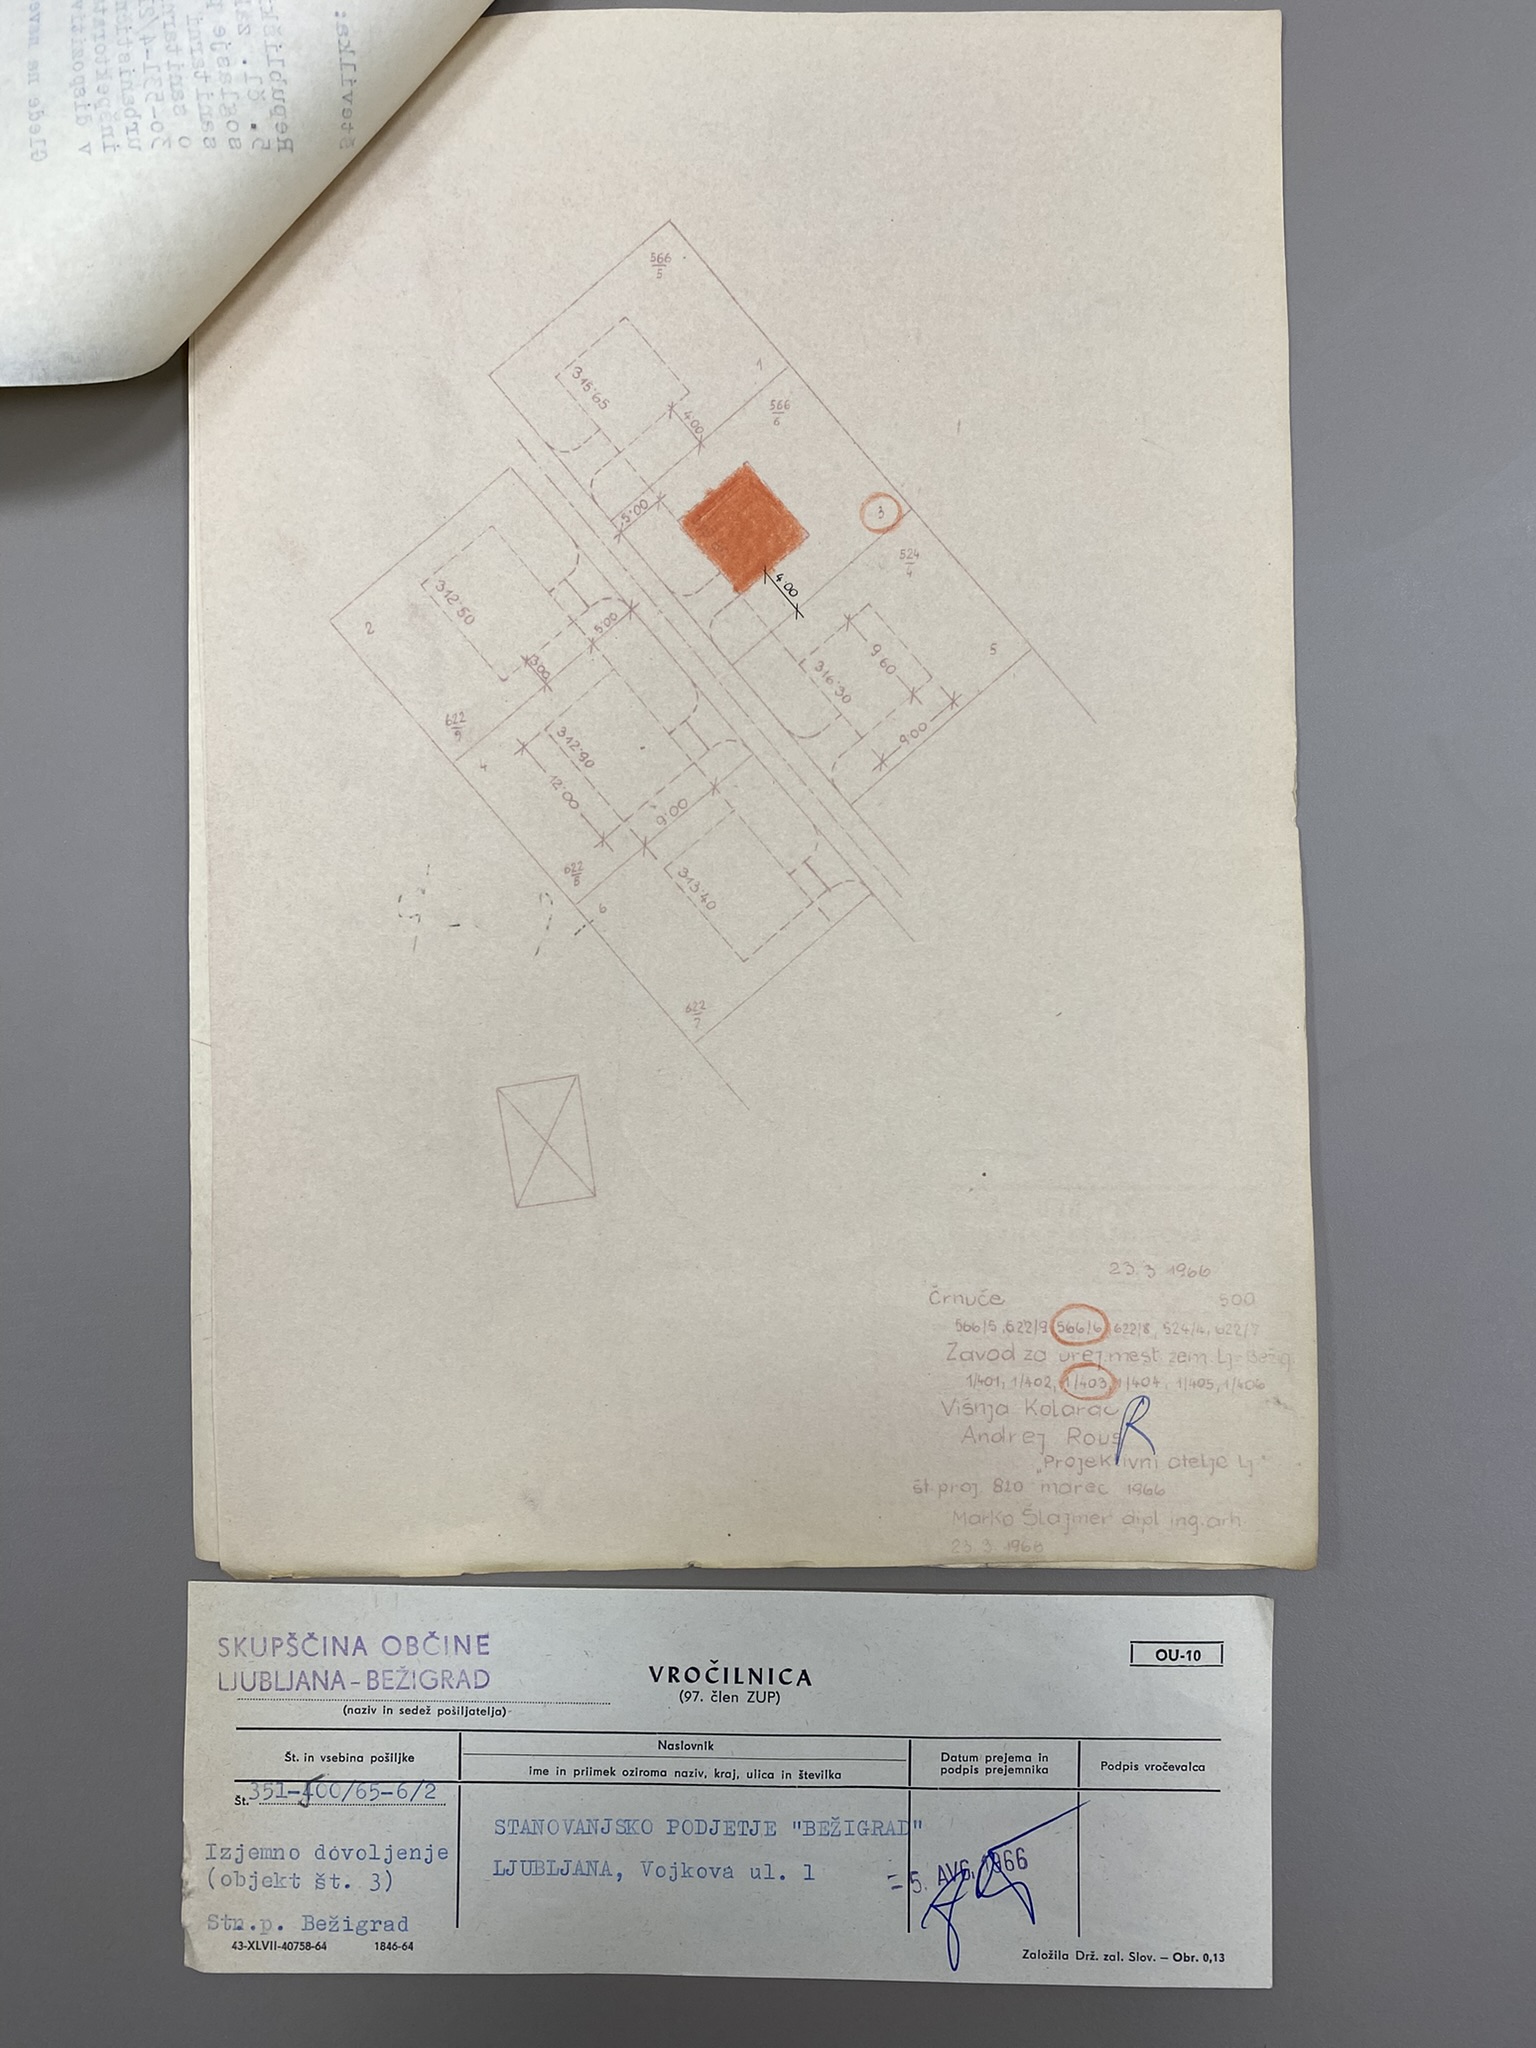 Številka:
Glede na
566
5
315'65
4'00
1
566
6
5'00
3
524
4
4'00
312'50
2
5'00
3'00
5
9'60
316'30
9'00
622
9
312'90
4
12'00
9'00
622
8
313'40
6
622
7
23.3 1966
Črnuče 500
566/5, 622/9, 566/6, 622/8, 524/4, 622/7
Zavod za urej. mest zem. Lj-Bežig.
1/401, 1/402, 1/403, 1/404, 1/405, 1/406
Višnja Kolarac
Andrej Rous
„Projektivni atelje Lj"
št. proj 820 marec 1966
Marko Šlajmer dipl ing. arh.
23.3.1966
SKUPŠČINA OBČINE
LJUBLJANA-BEŽIGRAD
(naziv in sedež pošiljatelja)
VROČILNICA
(97. člen ZUP)
OU-10
Št. in vsebina pošiljke
Naslovnik
ime in priimek oziroma naziv, kraj, ulica in številka
Datum prejema in
podpis prejemnika
Podpis vročevalca
Št. 351-500/65-6/2
Izjemno dovoljenje
(objekt št. 3)
Stn.p. Bežigrad
STANOVANJSKO PODJETJE "BEŽIGRAD"
LJUBLJANA, Vojkova ul. 1
= 5. AVG. 1966
43-XLVII-40758-64 1846-64
Založila Drž. zal. Slov. — Obr. 0,13